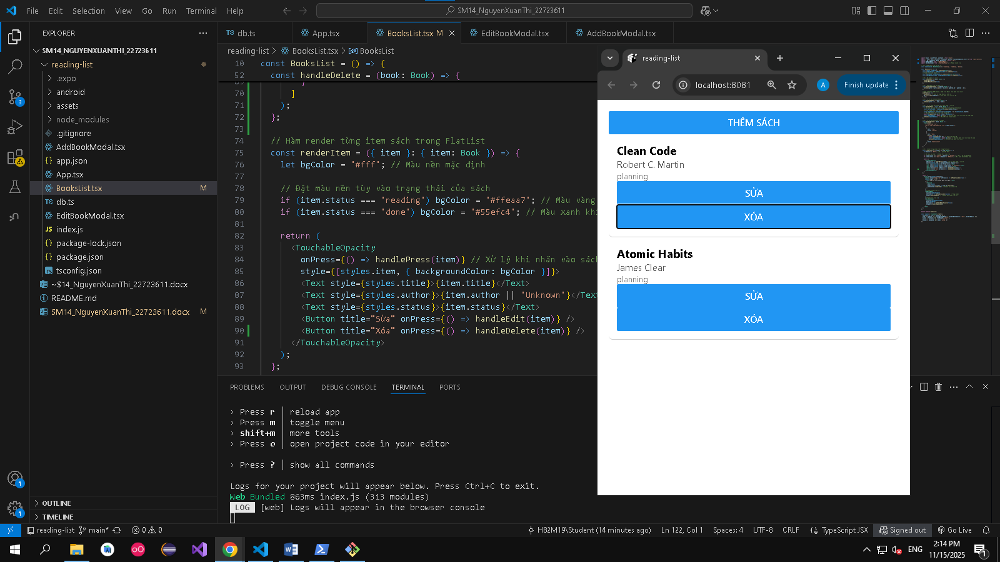 File Edit Selection View Go Run Terminal Help
SM14_NguyenXuanThi_22723611
EXPLORER
SM14_NGUYENXUANTHI_22723611
reading-list
.expo
android
assets
node_modules
.gitignore
AddBookModal.tsx
app.json
App.tsx
BooksList.tsx M
db.ts
EditBookModal.tsx
index.js
package-lock.json
package.json
tsconfig.json
~$14_NguyenXuanThi_22723611.docx
README.md
SM14_NguyenXuanThi_22723611.docx M
OUTLINE
TIMELINE
3
1
1
TS db.ts App.tsx BooksList.tsx M EditBookModal.tsx AddBookModal.tsx
reading-list > BooksList.tsx > BooksList
10 const BooksList = () => {
52 const handleDelete = (book: Book) => {
69 }
70 ]
71 );
72 };
73
74 // Hàm render từng item sách trong FlatList
75 const renderItem = ({ item }: { item: Book }) => {
76 let bgColor = '#fff'; // Màu nền mặc định
77
78 // Đặt màu nền tùy vào trạng thái của sách
79 if (item.status === 'reading') bgColor = '#ffeaa7'; // Màu vàng
80 if (item.status === 'done') bgColor = '#55efc4'; // Màu xanh khi
81
82 return (
83 <TouchableOpacity
84 onPress={() => handlePress(item)} // Xử lý khi nhấn vào sách
85 style={[styles.item, { backgroundColor: bgColor }]}>
86 <Text style={styles.title}>{item.title}</Text>
87 <Text style={styles.author}>{item.author || 'Unknown'}</Text
88 <Text style={styles.status}>{item.status}</Text>
89 <Button title="Sửa" onPress={() => handleEdit(item)} />
90 <Button title="Xóa" onPress={() => handleDelete(item)} />
91 </TouchableOpacity>
92 );
93 };
PROBLEMS OUTPUT DEBUG CONSOLE TERMINAL PORTS
› Press r │ reload app
› Press m │ toggle menu
› shift+m │ more tools
› Press o │ open project code in your editor
› Press ? │ show all commands
Logs for your project will appear below. Press Ctrl+C to exit.
Web Bundled 863ms index.js (313 modules)
LOG [web] Logs will appear in the browser console
reading-list
localhost:8081
A
Finish update
THÊM SÁCH
Clean Code
Robert C. Martin
planning
SỬA
XÓA
Atomic Habits
James Clear
planning
SỬA
XÓA
reading-list main* 0 0 H82M19\Student (14 minutes ago) Ln 122, Col 1 Spaces: 4 UTF-8 CRLF TypeScript JSX Signed out Go Live
ENG
2:14 PM
11/15/2025
1